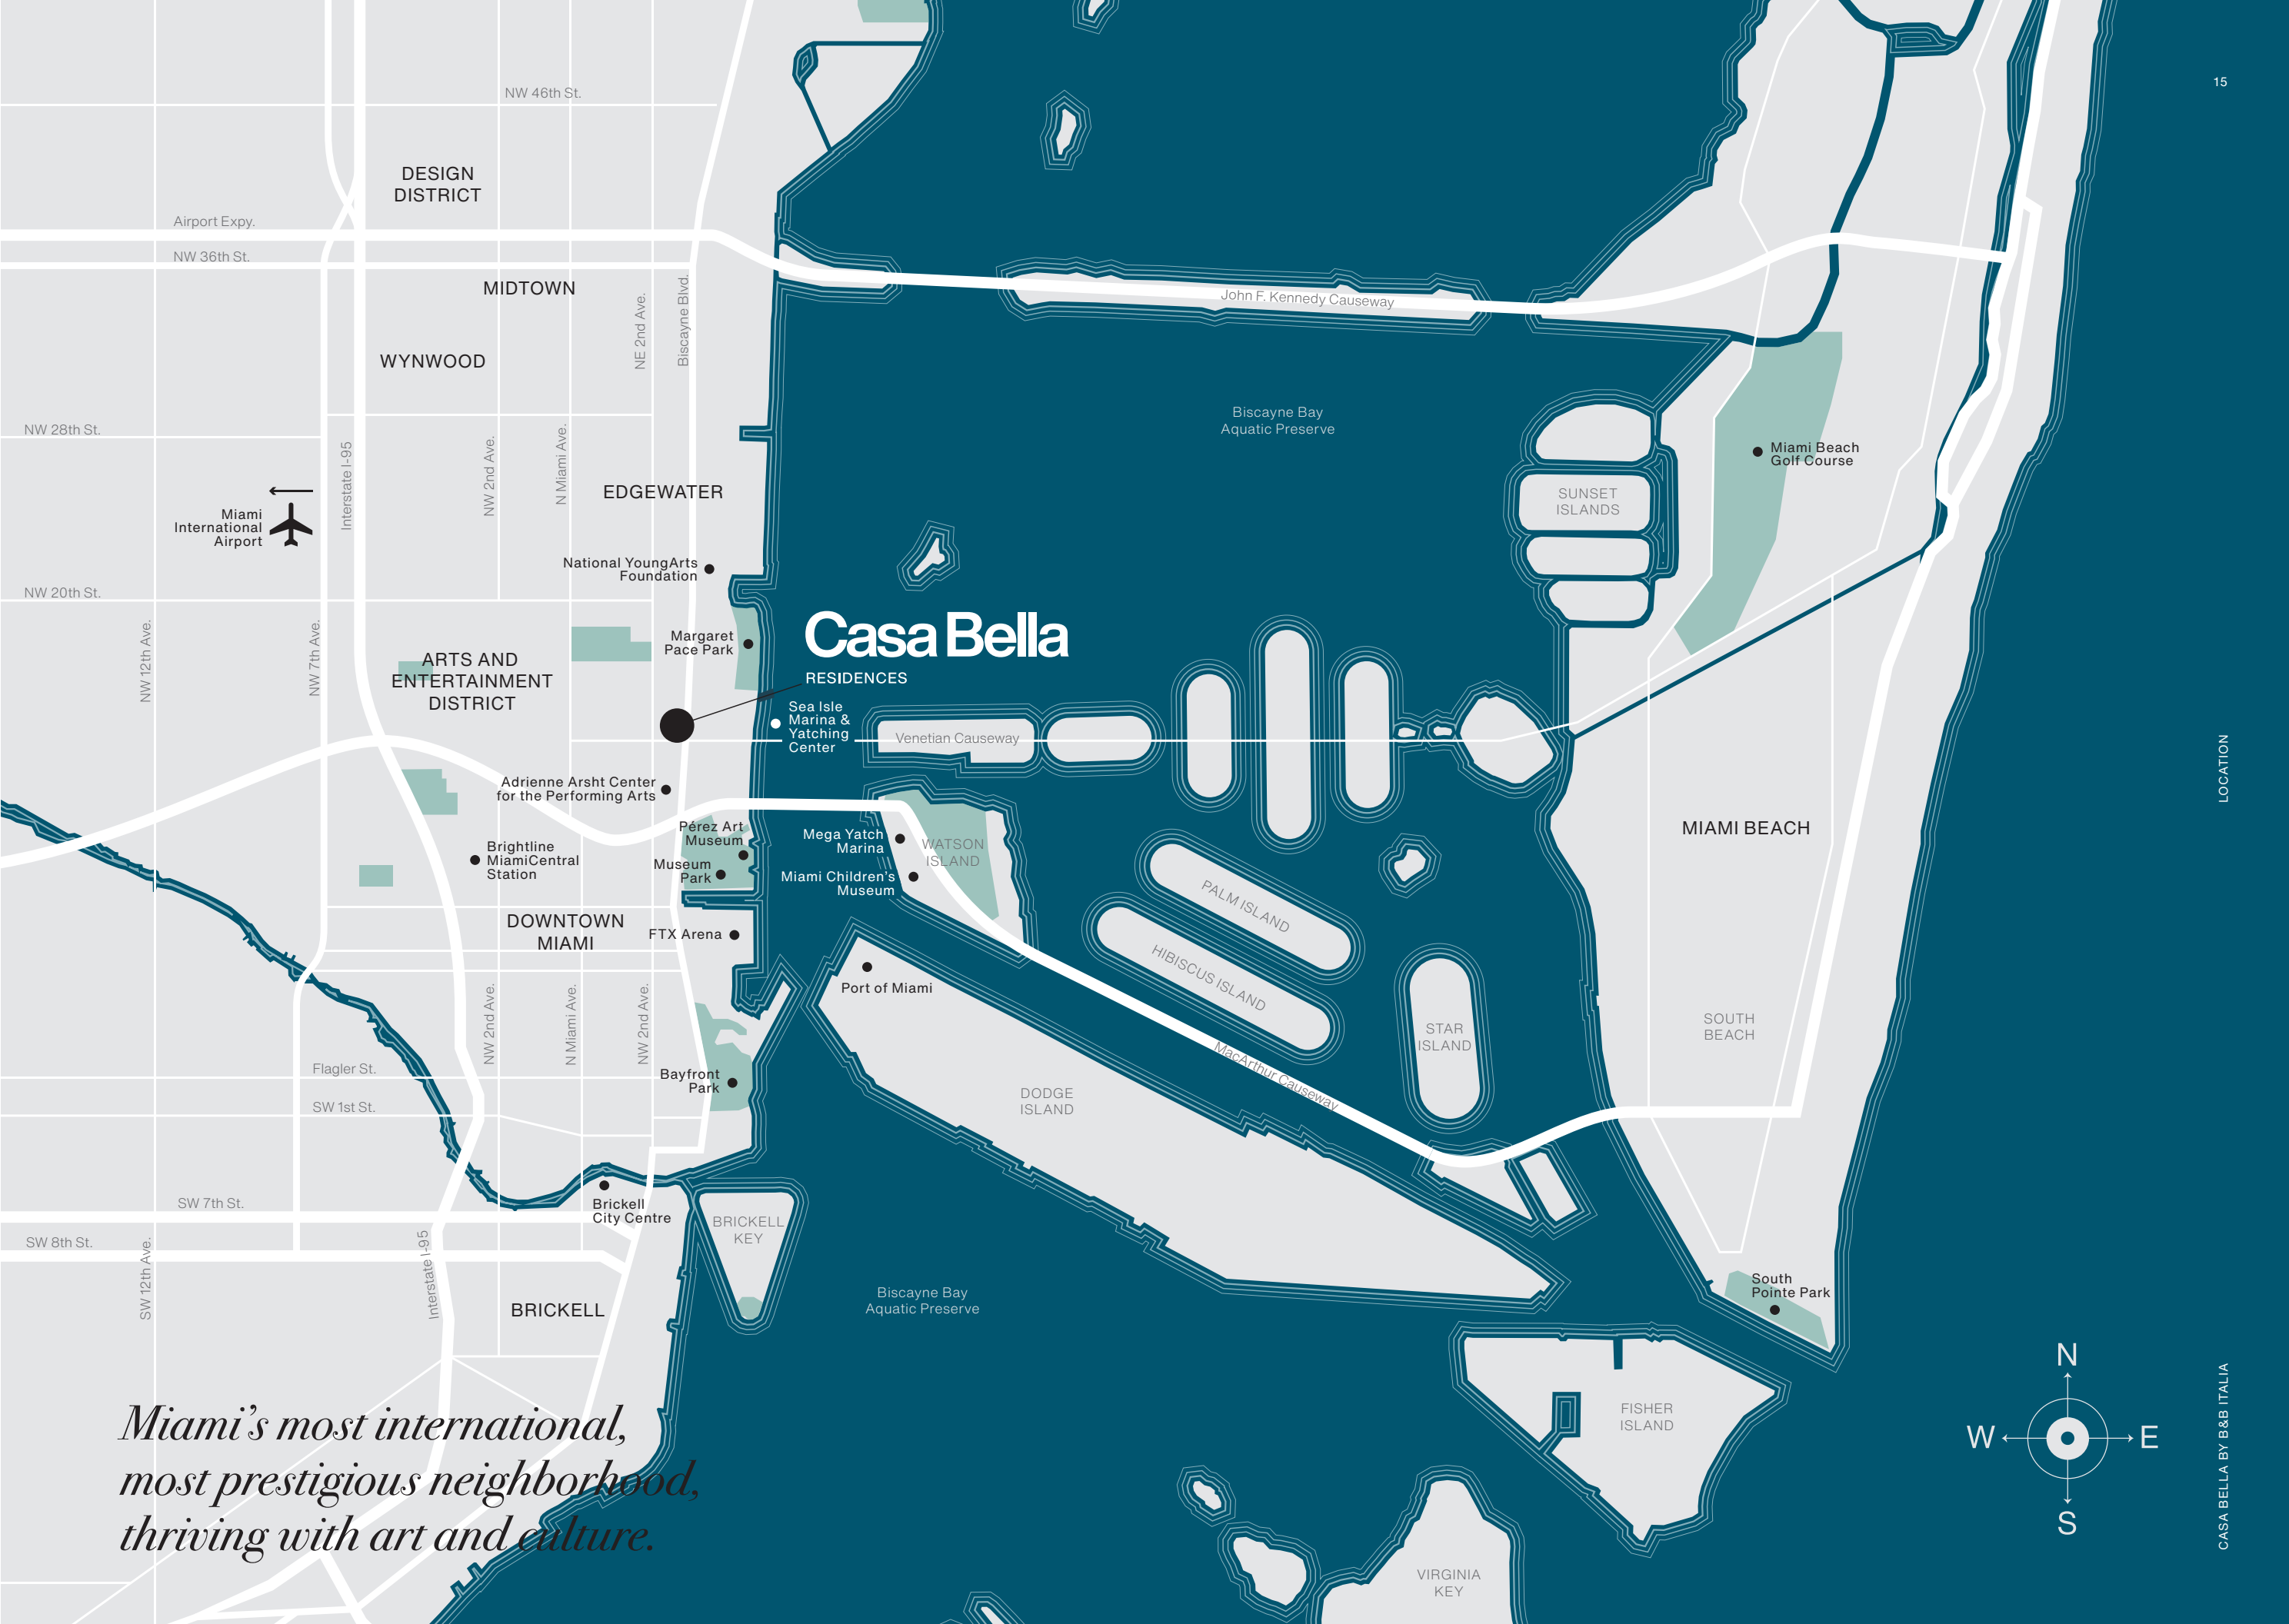 15
NW 46th St.
DESIGN
DISTRICT
Airport Expy.
NW 36th St.
MIDTOWN
NE 2nd Ave.
Biscayne Blvd.
John F. Kennedy Causeway
WYNWOOD
NW 28th St.
Interstate I-95
NW 2nd Ave.
N Miami Ave.
Biscayne Bay
Aquatic Preserve
Miami Beach
Golf Course
EDGEWATER
SUNSET
ISLANDS
Miami
International
Airport
National YoungArts
Foundation
NW 20th St.
NW 12th Ave.
NW 7th Ave.
Margaret
Pace Park
Casa Bella
RESIDENCES
ARTS AND
ENTERTAINMENT
DISTRICT
Sea Isle
Marina &
Yatching
Center
Venetian Causeway
LOCATION
Adrienne Arsht Center
for the Performing Arts
Pérez Art
Museum
Museum
Park
Mega Yatch
Marina
WATSON
ISLAND
Miami Children's
Museum
MIAMI BEACH
Brightline
MiamiCentral
Station
PALM ISLAND
HIBISCUS ISLAND
DOWNTOWN
MIAMI
FTX Arena
Port of Miami
NW 2nd Ave.
N Miami Ave.
NW 2nd Ave.
STAR
ISLAND
SOUTH
BEACH
MacArthur Causeway
Flagler St.
Bayfront
Park
DODGE
ISLAND
SW 1st St.
SW 7th St.
Brickell
City Centre
BRICKELL
KEY
SW 8th St.
SW 12th Ave.
Interstate I-95
BRICKELL
Biscayne Bay
Aquatic Preserve
South
Pointe Park
FISHER
ISLAND
VIRGINIA
KEY
Miami's most international,
most prestigious neighborhood,
thriving with art and culture.
N
W
E
S
CASA BELLA BY B&B ITALIA